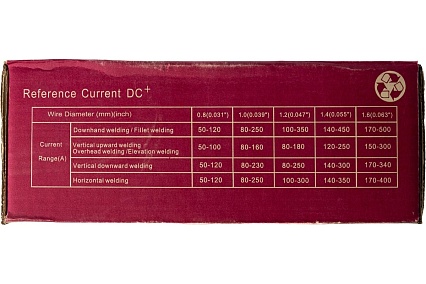 Reference Current DC+
Wire Diameter (mm)(inch) 0.8(0.031") 1.0(0.039") 1.2(0.047") 1.4(0.055") 1.6(0.063")
Current Range(A)
Downhand welding / Fillet welding 50-120 80-250 100-350 140-450 170-500
Vertical upward welding
Overhead welding /Elevation welding 50-100 80-160 80-180 120-250 150-300
Vertical downward welding 50-120 80-230 80-250 140-300 170-340
Horizontal welding 50-120 80-250 100-300 140-350 170-400